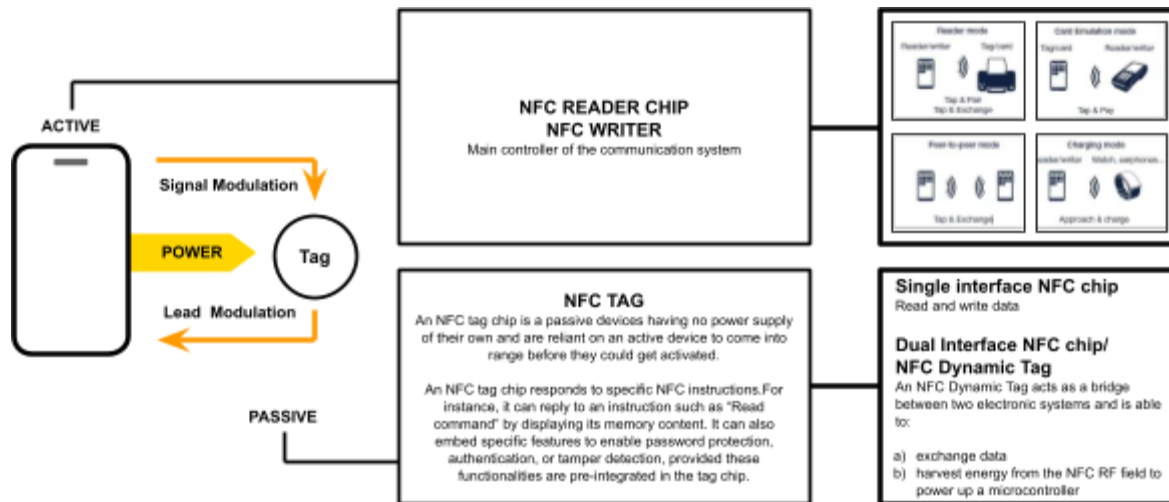 ACTIVE
Signal Modulation
POWER
Tag
Lead Modulation
PASSIVE
NFC READER CHIP
NFC WRITER
Main controller of the communication system
Reader mode
Reader/writer Tag/card
Tap & Pair
Tap & Exchange
Card Emulation mode
Tag/card Reader/writer
Tap & Pay
Peer-to-peer mode
Tap & Exchange
Charging mode
eader/writer Watch, earphones...
Approach & charge
NFC TAG
An NFC tag chip is a passive devices having no power supply
of their own and are reliant on an active device to come into
range before they could get activated.
An NFC tag chip responds to specific NFC instructions.For
instance, it can reply to an instruction such as "Read
command" by displaying its memory content. It can also
embed specific features to enable password protection,
authentication, or tamper detection, provided these
functionalities are pre-integrated in the tag chip.
Single interface NFC chip
Read and write data
Dual Interface NFC chip/
NFC Dynamic Tag
An NFC Dynamic Tag acts as a bridge
between two electronic systems and is able
to:
a) exchange data
b) harvest energy from the NFC RF field to
power up a microcontroller